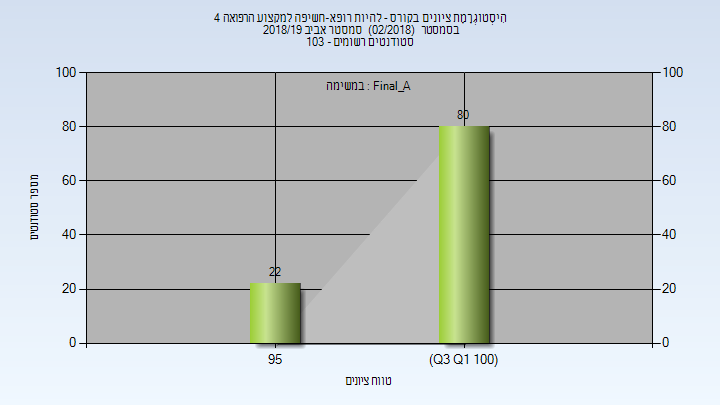 הִיסְטוֹגְרָמַת ציונים בקורס - להיות רופא-חשיפה למקצוע הרפואה 4
בסמסטר (02/2018) סמסטר אביב 2018/19
סטודנטים רשומים - 103
במשימה : Final_A
מספר סטודנטים
100
80
60
40
20
0
100
80
60
40
20
0
22
80
95
(Q3 Q1 100)
טווח ציונים